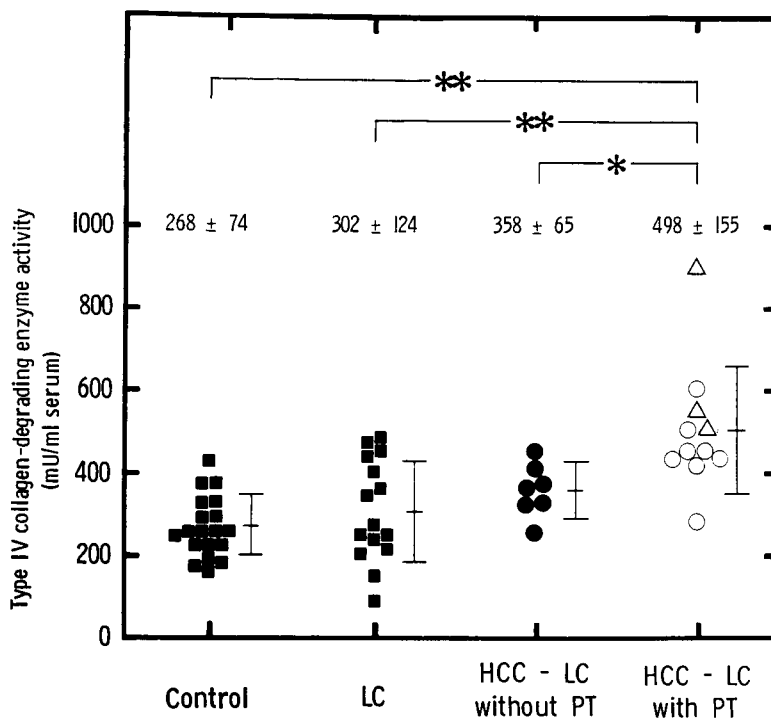 **
**
*
1000 268 ± 74 302 ± 124 358 ± 65 498 ± 155
800
600
400
200
0
Type IV collagen-degrading enzyme activity
(mU/ml serum)
Control LC HCC - LC HCC - LC
without PT with PT